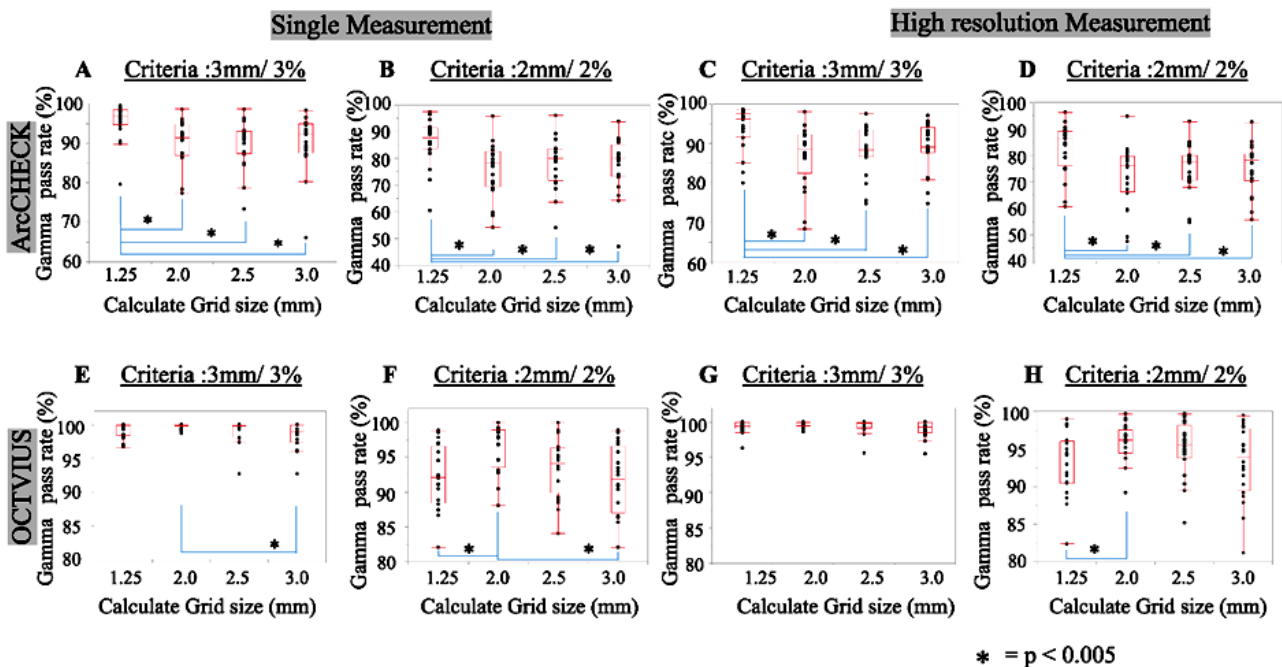 Single Measurement
High resolution Measurement
A Criteria :3mm/ 3%
B Criteria :2mm/ 2%
C Criteria :3mm/ 3%
D Criteria :2mm/ 2%
ArcCHECK
Gamma pass rate (%)
100
90
80
70
60
*
*
*
1.25 2.0 2.5 3.0
Calculate Grid size (mm)
Gamma pass rate (%)
100
90
80
70
60
50
40
*
*
*
1.25 2.0 2.5 3.0
Calculate Grid size (mm)
Gamma pass ratc (%)
100
90
80
70
60
*
*
*
1.25 2.0 2.5 3.0
Calculate Grid size (mm)
Gamma pass rate (%)
100
90
80
70
60
50
40
*
*
*
1.25 2.0 2.5 3.0
Calculate Grid size (mm)
E Criteria :3mm/ 3%
F Criteria :2mm/ 2%
G Criteria :3mm/ 3%
H Criteria :2mm/ 2%
OCTVIUS
Gamma pass rate (%)
100
95
90
85
80
*
1.25 2.0 2.5 3.0
Calculate Grid size (mm)
Gamma pass rate (%)
100
95
90
85
80
*
*
1.25 2.0 2.5 3.0
Calculate Grid size (mm)
Gamma pass rate (%)
100
95
90
85
80
1.25 2.0 2.5 3.0
Calculate Grid size (mm)
Gamma pass rate (%)
100
95
90
85
80
*
1.25 2.0 2.5 3.0
Calculate Grid size (mm)
* = p < 0.005